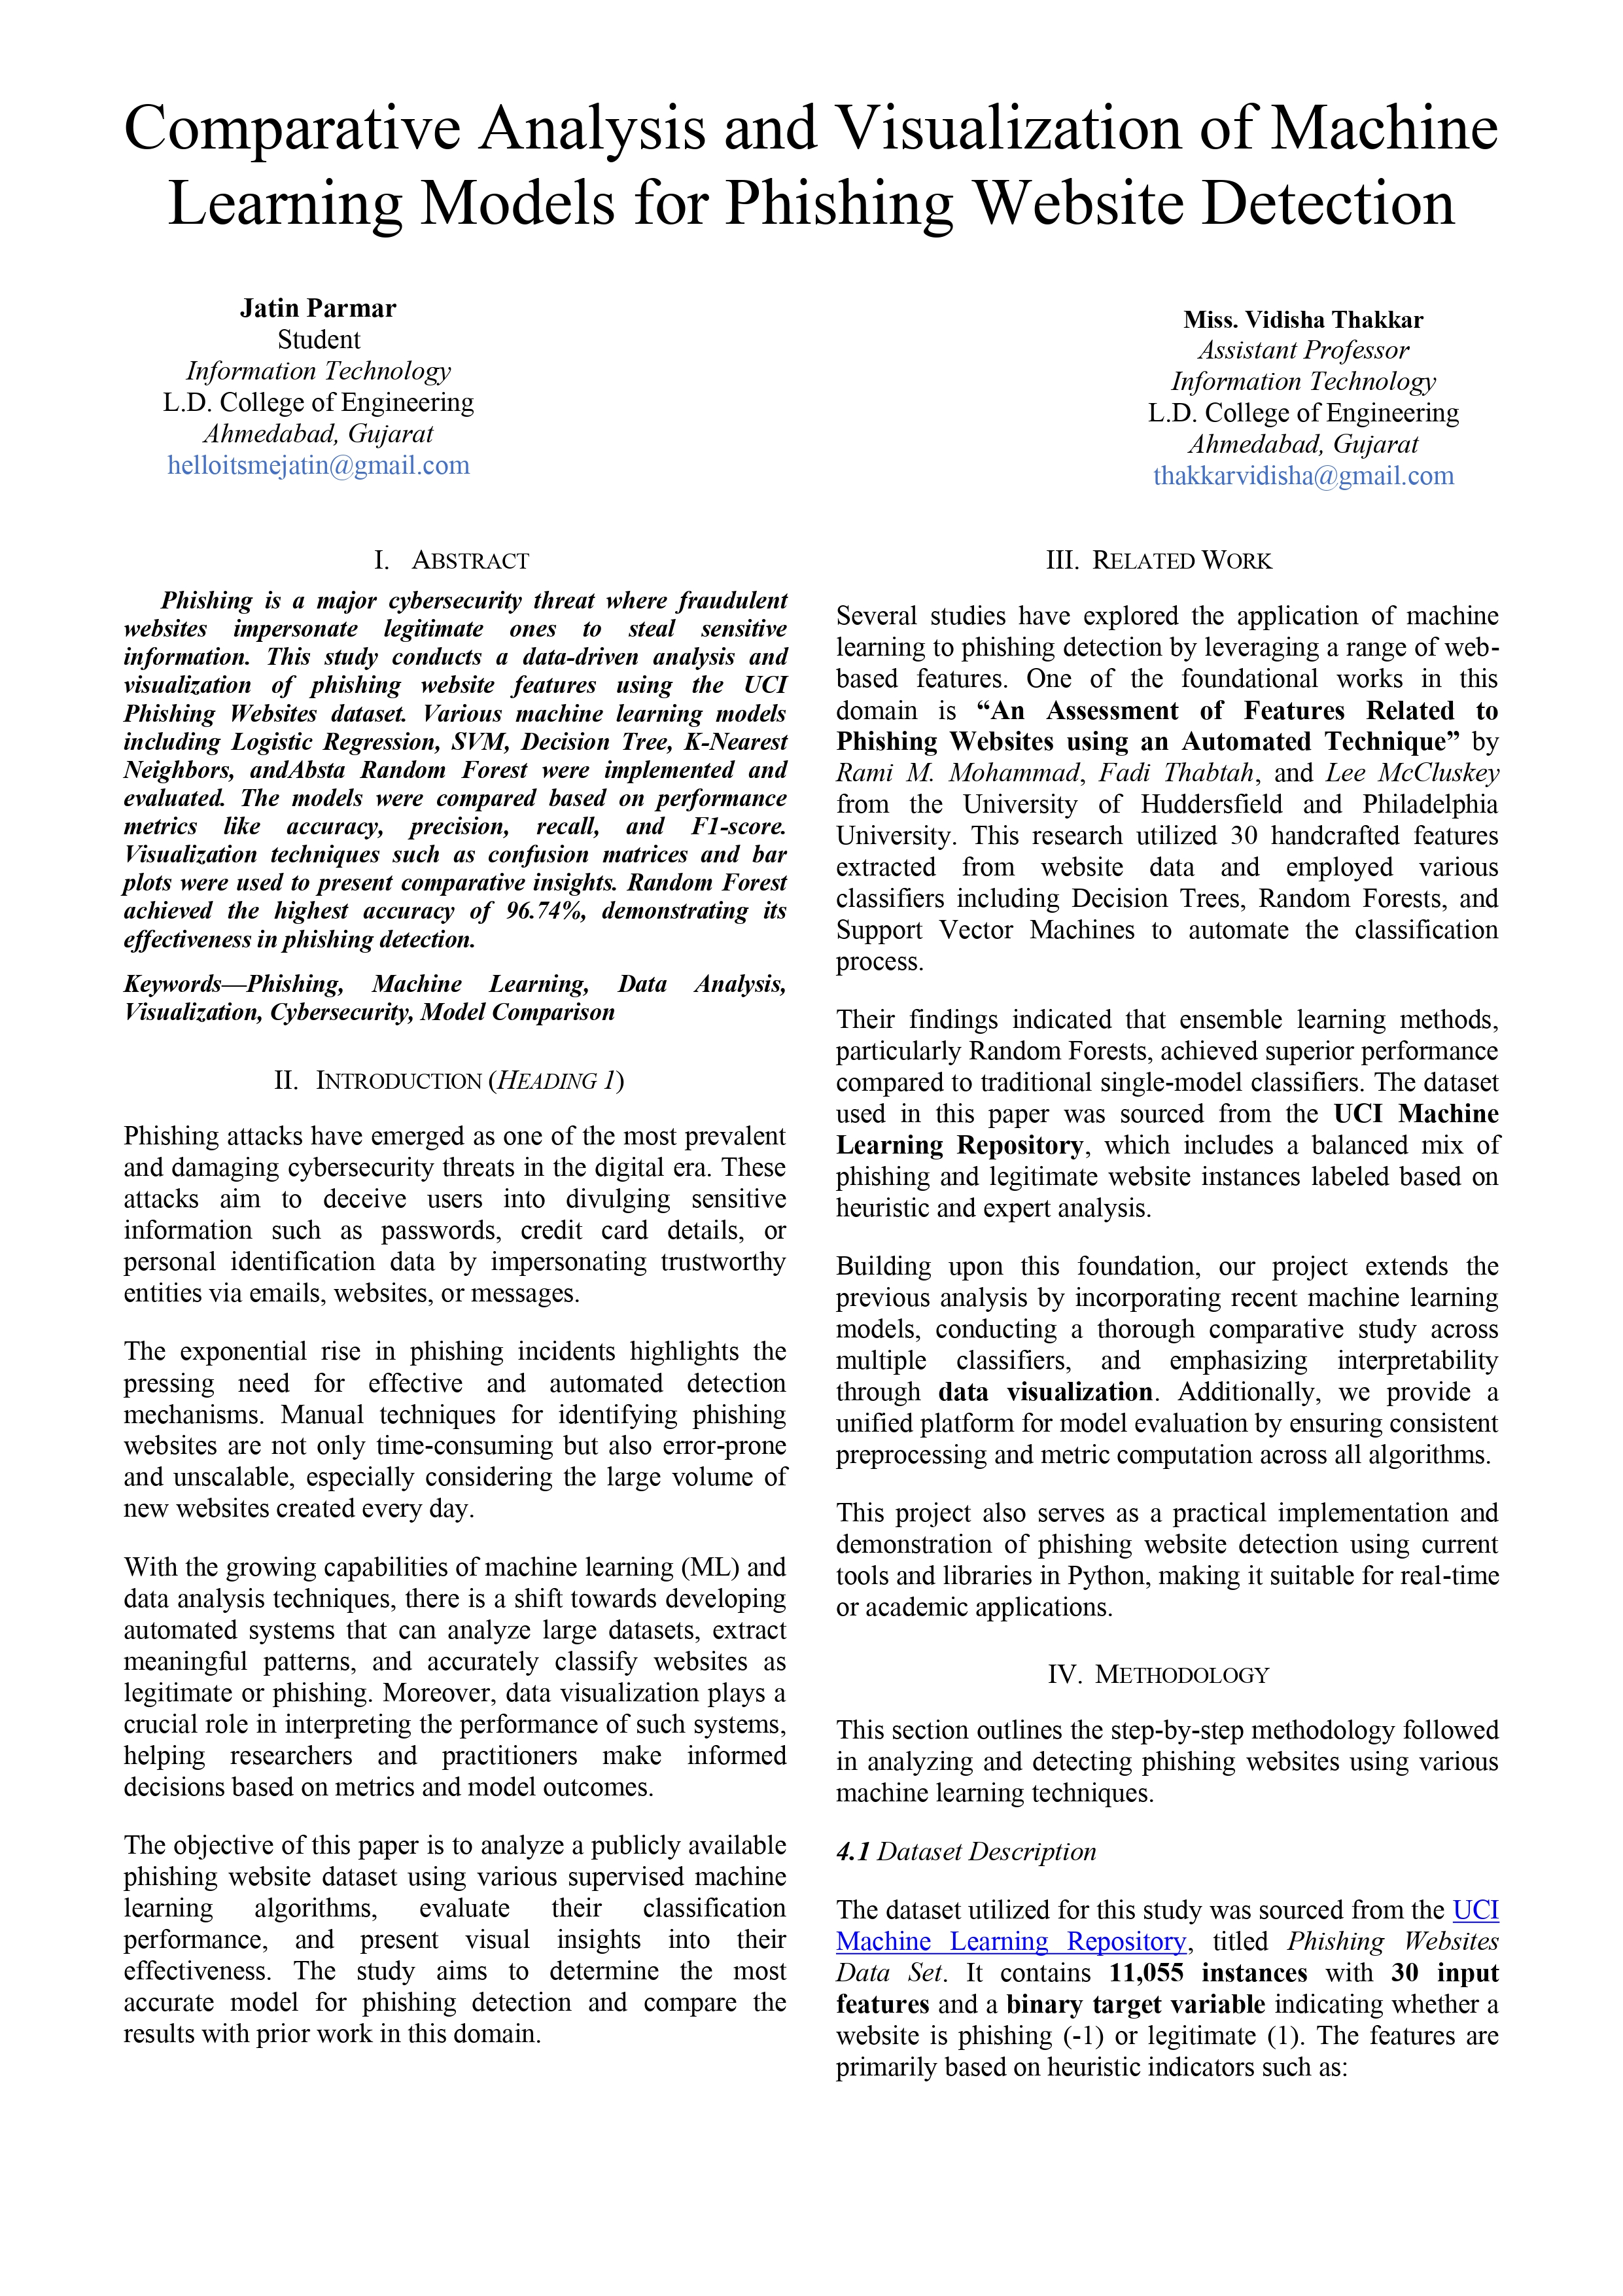 Comparative Analysis and Visualization of Machine
Learning Models for Phishing Website Detection
Jatin Parmar
Student
Information Technology
L.D. College of Engineering
Ahmedabad, Gujarat
helloitsmejatin@gmail.com
Miss. Vidisha Thakkar
Assistant Professor
Information Technology
L.D. College of Engineering
Ahmedabad, Gujarat
thakkarvidisha@gmail.com
I. ABSTRACT
Phishing is a major cybersecurity threat where fraudulent
websites impersonate legitimate ones to steal sensitive
information. This study conducts a data-driven analysis and
visualization of phishing website features using the UCI
Phishing Websites dataset. Various machine learning models
including Logistic Regression, SVM, Decision Tree, K-Nearest
Neighbors, andAbsta Random Forest were implemented and
evaluated. The models were compared based on performance
metrics like accuracy, precision, recall, and F1-score.
Visualization techniques such as confusion matrices and bar
plots were used to present comparative insights. Random Forest
achieved the highest accuracy of 96.74%, demonstrating its
effectiveness in phishing detection.
Keywords—Phishing, Machine Learning, Data Analysis,
Visualization, Cybersecurity, Model Comparison
II. INTRODUCTION (HEADING 1)
Phishing attacks have emerged as one of the most prevalent
and damaging cybersecurity threats in the digital era. These
attacks aim to deceive users into divulging sensitive
information such as passwords, credit card details, or
personal identification data by impersonating trustworthy
entities via emails, websites, or messages.
The exponential rise in phishing incidents highlights the
pressing need for effective and automated detection
mechanisms. Manual techniques for identifying phishing
websites are not only time-consuming but also error-prone
and unscalable, especially considering the large volume of
new websites created every day.
With the growing capabilities of machine learning (ML) and
data analysis techniques, there is a shift towards developing
automated systems that can analyze large datasets, extract
meaningful patterns, and accurately classify websites as
legitimate or phishing. Moreover, data visualization plays a
crucial role in interpreting the performance of such systems,
helping researchers and practitioners make informed
decisions based on metrics and model outcomes.
The objective of this paper is to analyze a publicly available
phishing website dataset using various supervised machine
learning algorithms, evaluate their classification
performance, and present visual insights into their
effectiveness. The study aims to determine the most
accurate model for phishing detection and compare the
results with prior work in this domain.
III. RELATED WORK
Several studies have explored the application of machine
learning to phishing detection by leveraging a range of web-
based features. One of the foundational works in this
domain is “An Assessment of Features Related to
Phishing Websites using an Automated Technique” by
Rami M. Mohammad, Fadi Thabtah, and Lee McCluskey
from the University of Huddersfield and Philadelphia
University. This research utilized 30 handcrafted features
extracted from website data and employed various
classifiers including Decision Trees, Random Forests, and
Support Vector Machines to automate the classification
process.
Their findings indicated that ensemble learning methods,
particularly Random Forests, achieved superior performance
compared to traditional single-model classifiers. The dataset
used in this paper was sourced from the UCI Machine
Learning Repository, which includes a balanced mix of
phishing and legitimate website instances labeled based on
heuristic and expert analysis.
Building upon this foundation, our project extends the
previous analysis by incorporating recent machine learning
models, conducting a thorough comparative study across
multiple classifiers, and emphasizing interpretability
through data visualization. Additionally, we provide a
unified platform for model evaluation by ensuring consistent
preprocessing and metric computation across all algorithms.
This project also serves as a practical implementation and
demonstration of phishing website detection using current
tools and libraries in Python, making it suitable for real-time
or academic applications.
IV. METHODOLOGY
This section outlines the step-by-step methodology followed
in analyzing and detecting phishing websites using various
machine learning techniques.
4.1 Dataset Description
The dataset utilized for this study was sourced from the UCI
Machine Learning Repository, titled Phishing Websites
Data Set. It contains 11,055 instances with 30 input
features and a binary target variable indicating whether a
website is phishing (-1) or legitimate (1). The features are
primarily based on heuristic indicators such as: